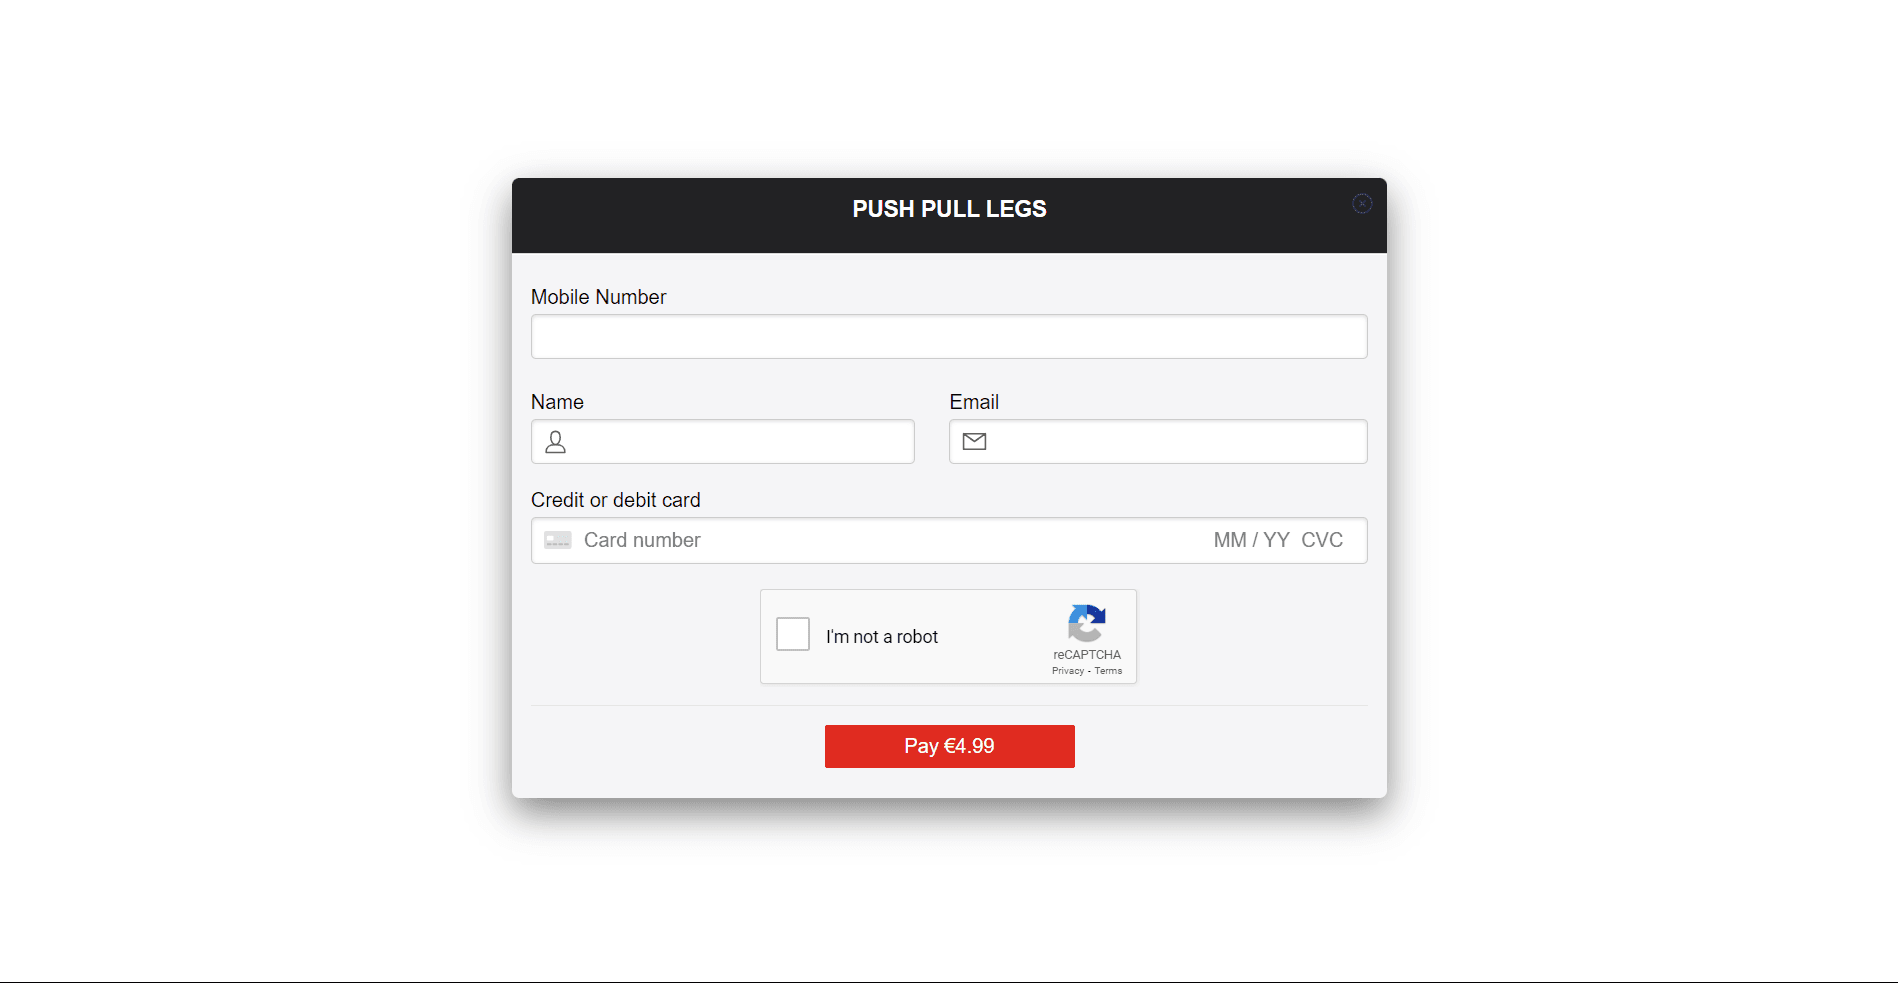 PUSH PULL LEGS
Mobile Number
Name Email
Credit or debit card
Card number MM / YY CVC
I'm not a robot
reCAPTCHA
Privacy - Terms
Pay €4.99